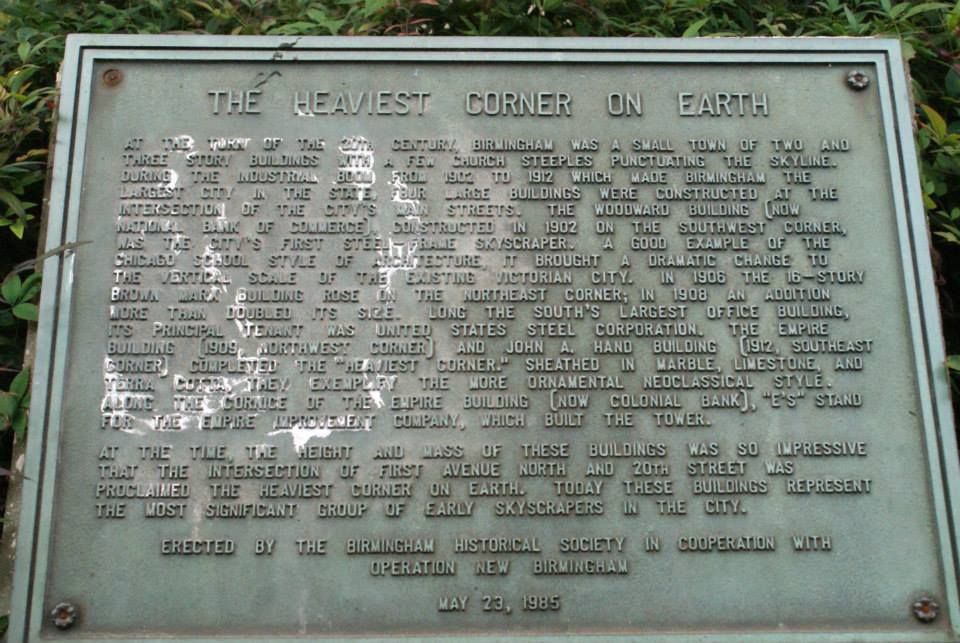 THE HEAVIEST CORNER ON EARTH
AT THE TURN OF THE 20TH CENTURY, BIRMINGHAM WAS A SMALL TOWN OF TWO AND
THREE STORY BUILDINGS WITH A FEW CHURCH STEEPLES PUNCTUATING THE SKYLINE.
DURING THE INDUSTRIAL BOOM FROM 1902 TO 1912 WHICH MADE BIRMINGHAM THE
LARGEST CITY IN THE STATE, FOUR LARGE BUILDINGS WERE CONSTRUCTED AT THE
INTERSECTION OF THE CITY'S MAIN STREETS. THE WOODWARD BUILDING (NOW
NATIONAL BANK OF COMMERCE), CONSTRUCTED IN 1902 ON THE SOUTHWEST CORNER,
WAS THE CITY'S FIRST STEEL FRAME SKYSCRAPER. A GOOD EXAMPLE OF THE
CHICAGO SCHOOL STYLE OF ARCHITECTURE IT BROUGHT A DRAMATIC CHANGE TO
THE VERTICAL SCALE OF THE EXISTING VICTORIAN CITY. IN 1906 THE 16-STORY
BROWN MARX BUILDING ROSE ON THE NORTHEAST CORNER; IN 1908 AN ADDITION
MORE THAN DOUBLED ITS SIZE. LONG THE SOUTH'S LARGEST OFFICE BUILDING,
ITS PRINCIPAL TENANT WAS UNITED STATES STEEL CORPORATION. THE EMPIRE
BUILDING (1909, NORTHWEST CORNER) AND JOHN A. HAND BUILDING (1912, SOUTHEAST
CORNER) COMPLETED THE "HEAVIEST CORNER." SHEATHED IN MARBLE, LIMESTONE, AND
TERRA COTTA, THEY EXEMPLIFY THE MORE ORNAMENTAL NEOCLASSICAL STYLE.
ALONG THE CORNICE OF THE EMPIRE BUILDING (NOW COLONIAL BANK), "E'S" STAND
FOR THE EMPIRE IMPROVEMENT COMPANY, WHICH BUILT THE TOWER.
AT THE TIME, THE HEIGHT AND MASS OF THESE BUILDINGS WAS SO IMPRESSIVE
THAT THE INTERSECTION OF FIRST AVENUE NORTH AND 20TH STREET WAS
PROCLAIMED THE HEAVIEST CORNER ON EARTH. TODAY THESE BUILDINGS REPRESENT
THE MOST SIGNIFICANT GROUP OF EARLY SKYSCRAPERS IN THE CITY.
ERECTED BY THE BIRMINGHAM HISTORICAL SOCIETY IN COOPERATION WITH
OPERATION NEW BIRMINGHAM
MAY 23, 1985